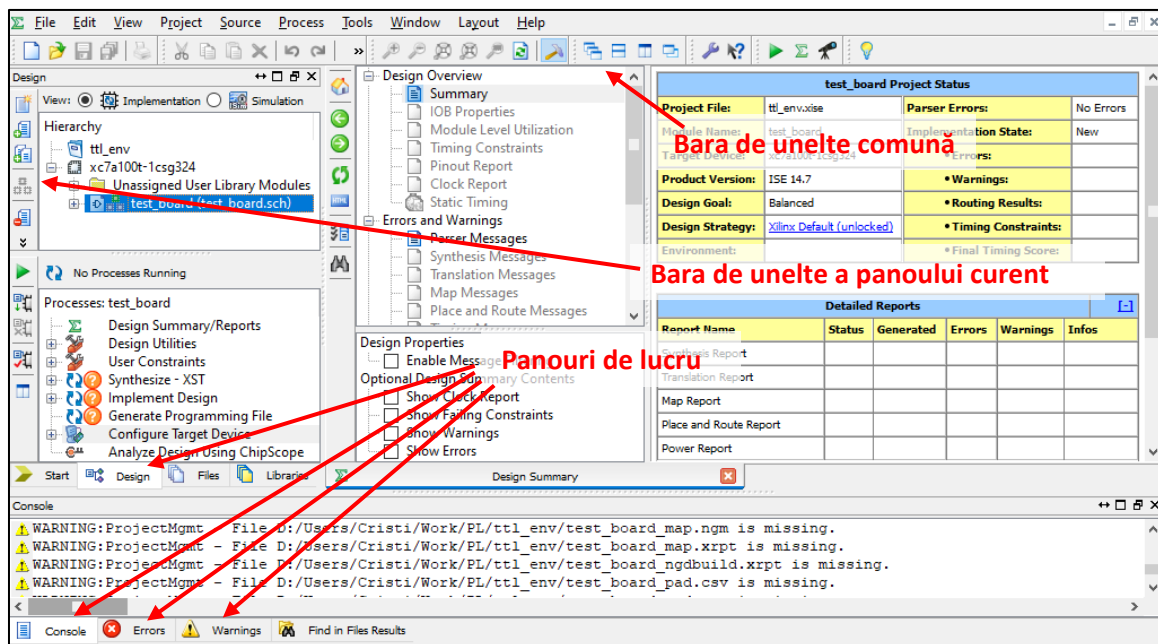 File Edit View Project Source Process Tools Window Layout Help
Design
View: Implementation Simulation
Hierarchy
ttl_env
xc7a100t-1csg324
Unassigned User Library Modules
test_board (test_board.sch)
No Processes Running
Processes: test_board
Design Summary/Reports
Design Utilities
User Constraints
Synthesize - XST
Implement Design
Generate Programming File
Configure Target Device
Analyze Design Using ChipScope
Start Design Files Libraries
Design Overview
Summary
IOB Properties
Module Level Utilization
Timing Constraints
Pinout Report
Clock Report
Static Timing
Errors and Warnings
Parser Messages
Synthesis Messages
Translation Messages
Map Messages
Place and Route Messages
Design Properties
Enable Message
Optional Design Summary Contents
Show Clock Report
Show Failing Constraints
Show Warnings
Show Errors
Design Summary
test_board Project Status
Project File: ttl_env.xise Parser Errors: No Errors
Module Name: test_board Implementation State: New
Target Device: xc7a100t-1csg324 •Errors:
Product Version: ISE 14.7 •Warnings:
Design Goal: Balanced •Routing Results:
Design Strategy: Xilinx Default (unlocked) •Timing Constraints:
Environment: •Final Timing Score:
Detailed Reports [-]
Report Name Status Generated Errors Warnings Infos
Synthesis Report
Translation Report
Map Report
Place and Route Report
Power Report
Bara de unelte comună
Bara de unelte a panoului curent
Panouri de lucru
Console
WARNING:ProjectMgmt - File D:/Users/Cristi/Work/PL/ttl_env/test_board_map.ngm is missing.
WARNING:ProjectMgmt - File D:/Users/Cristi/Work/PL/ttl_env/test_board_map.xrpt is missing.
WARNING:ProjectMgmt - File D:/Users/Cristi/Work/PL/ttl_env/test_board_ngdbuild.xrpt is missing.
WARNING:ProjectMgmt - File D:/Users/Cristi/Work/PL/ttl_env/test_board_pad.csv is missing.
Console Errors Warnings Find in Files Results